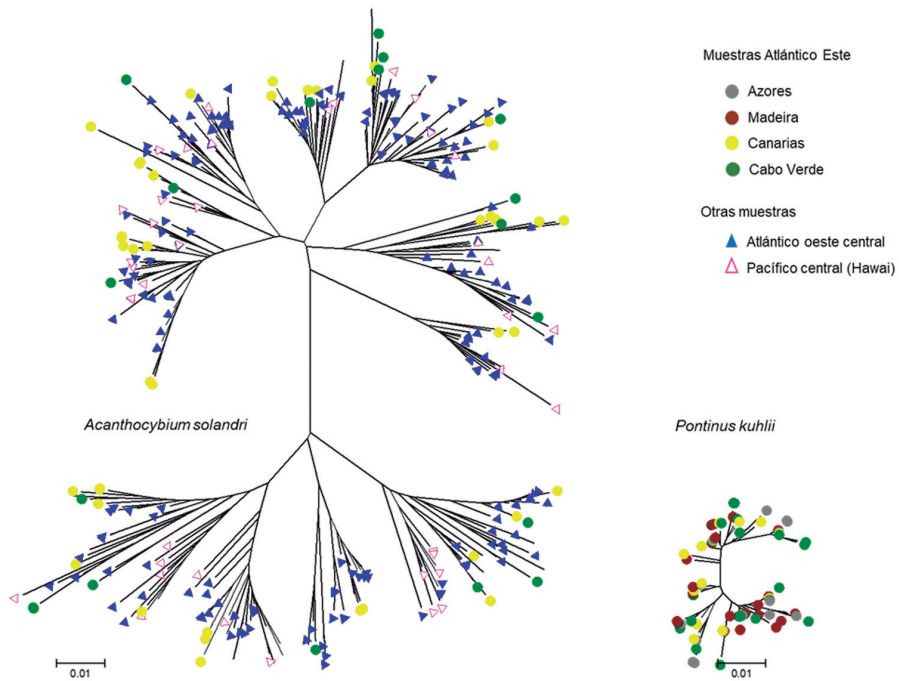 Muestras Atlántico Este
Azores
Madeira
Canarias
Cabo Verde
Otras muestras
Atlántico oeste central
Pacífico central (Hawai)
Acanthocybium solandri
Pontinus kuhlii
0.01
0.01